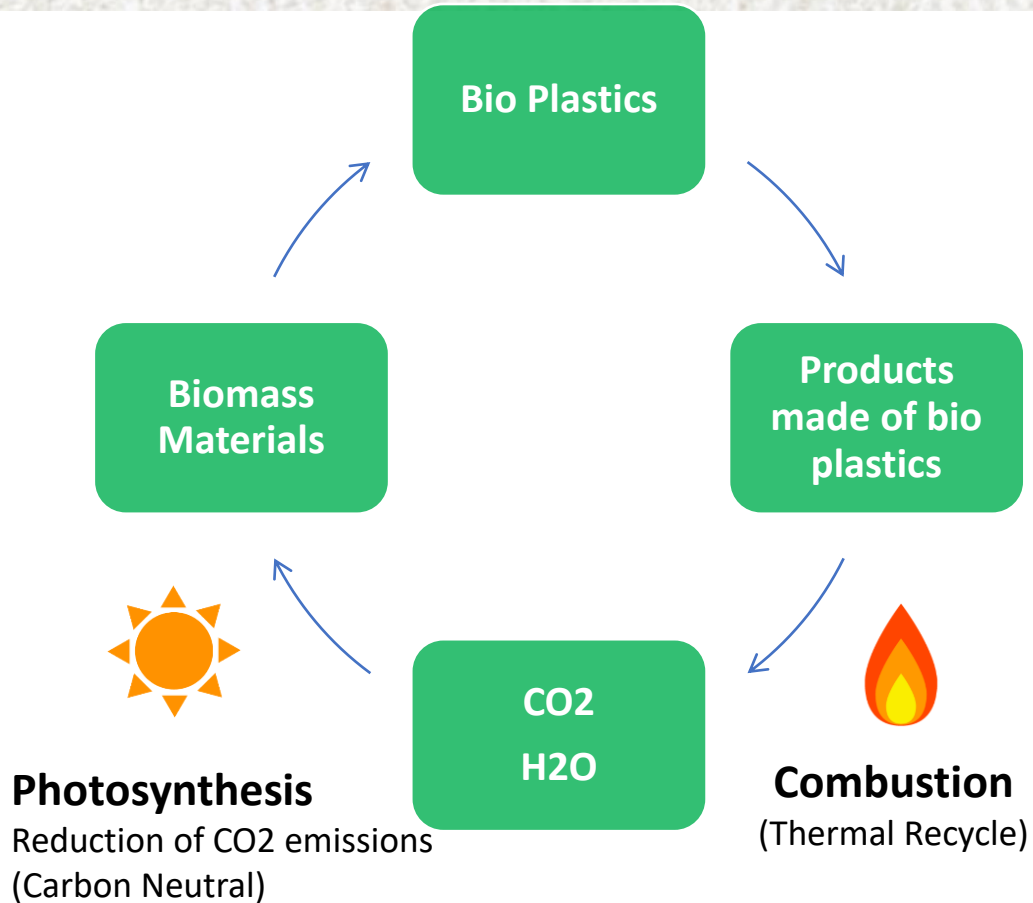 Bio Plastics
Biomass
Materials
Products
made of bio
plastics
CO2
H2O
Photosynthesis
Reduction of CO2 emissions
(Carbon Neutral)
Combustion
(Thermal Recycle)